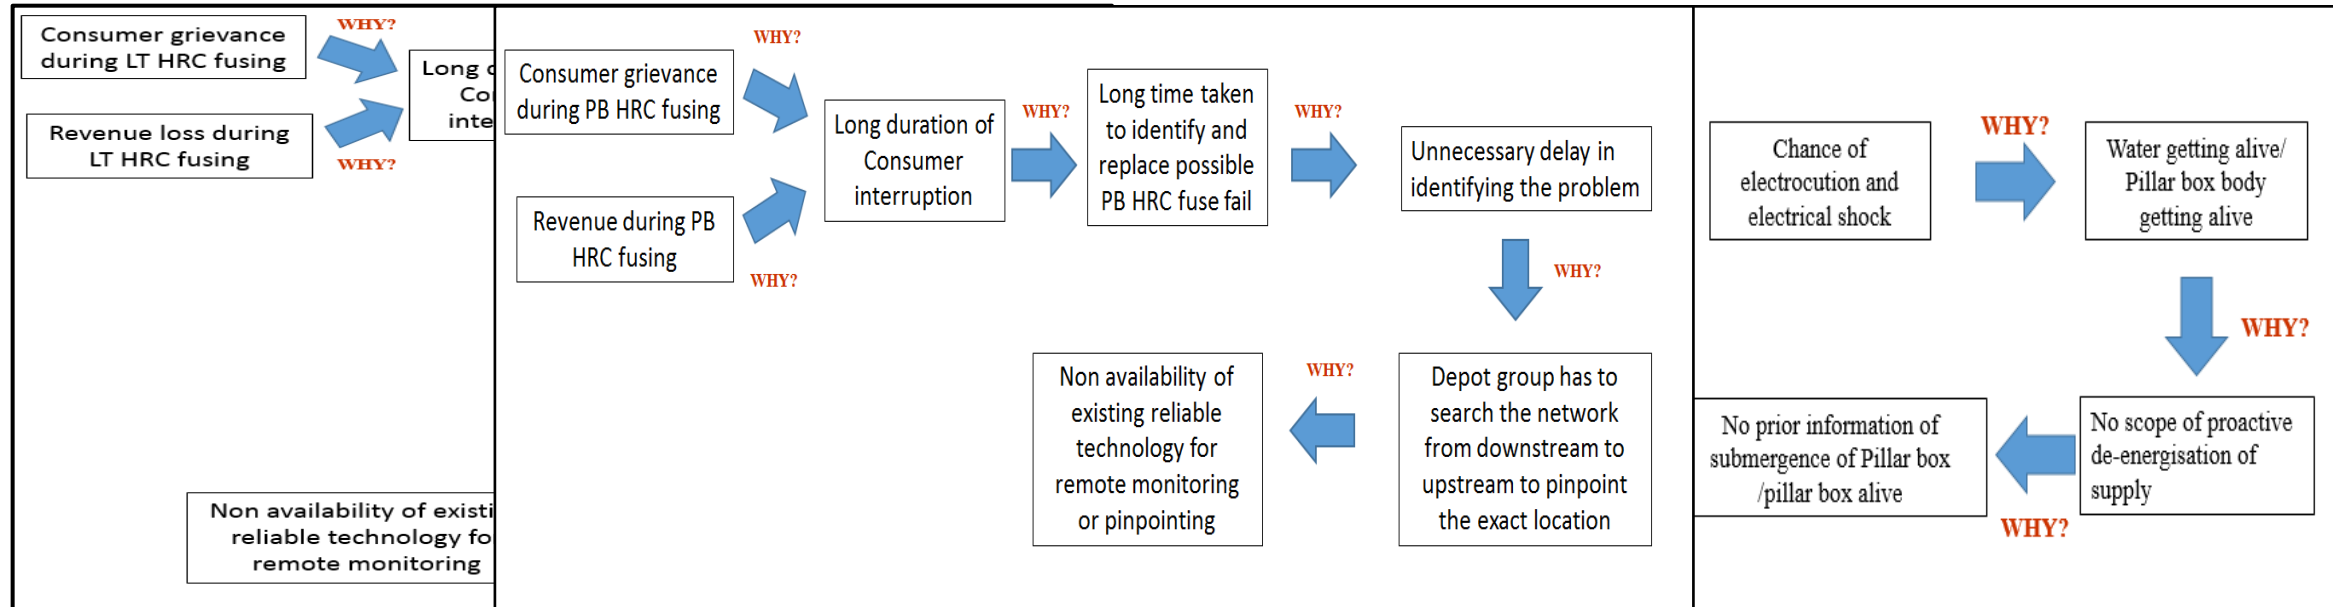 WHY?
Consumer grievance
during LT HRC fusing
Revenue loss during
LT HRC fusing
WHY?
Long
inte
Non availability of
reliable technology
remote monitoring
WHY?
Consumer grievance
during PB HRC fusing
Revenue during PB
HRC fusing
WHY?
Long duration of
Consumer
interruption
WHY?
Long time taken
to identify and
replace possible
PB HRC fuse fail
WHY?
Unnecessary delay in
identifying the problem
WHY?
Depot group has to
search the network
from downstream to
upstream to pinpoint
the exact location
WHY?
Non availability of
existing reliable
technology for
remote monitoring
or pinpointing
Chance of
electrocution and
electrical shock
WHY?
Water getting alive/
Pillar box body
getting alive
WHY?
No scope of proactive
de-energisation of
supply
WHY?
No prior information of
submergence of Pillar box
/pillar box alive